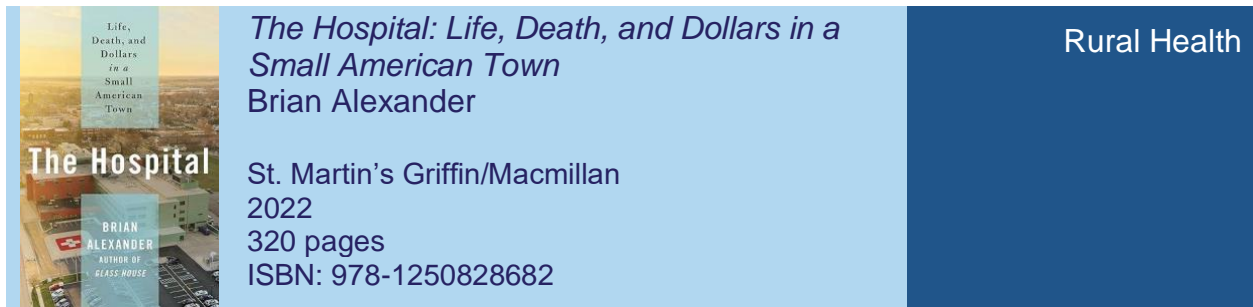 Life,
Death, and
Dollars
in a
Small
American
Town
The Hospital
BRIAN
ALEXANDER
AUTHOR OF
GLASS HOUSE
The Hospital: Life, Death, and Dollars in a
Small American Town
Brian Alexander
St. Martin’s Griffin/Macmillan
2022
320 pages
ISBN: 978-1250828682
Rural Health